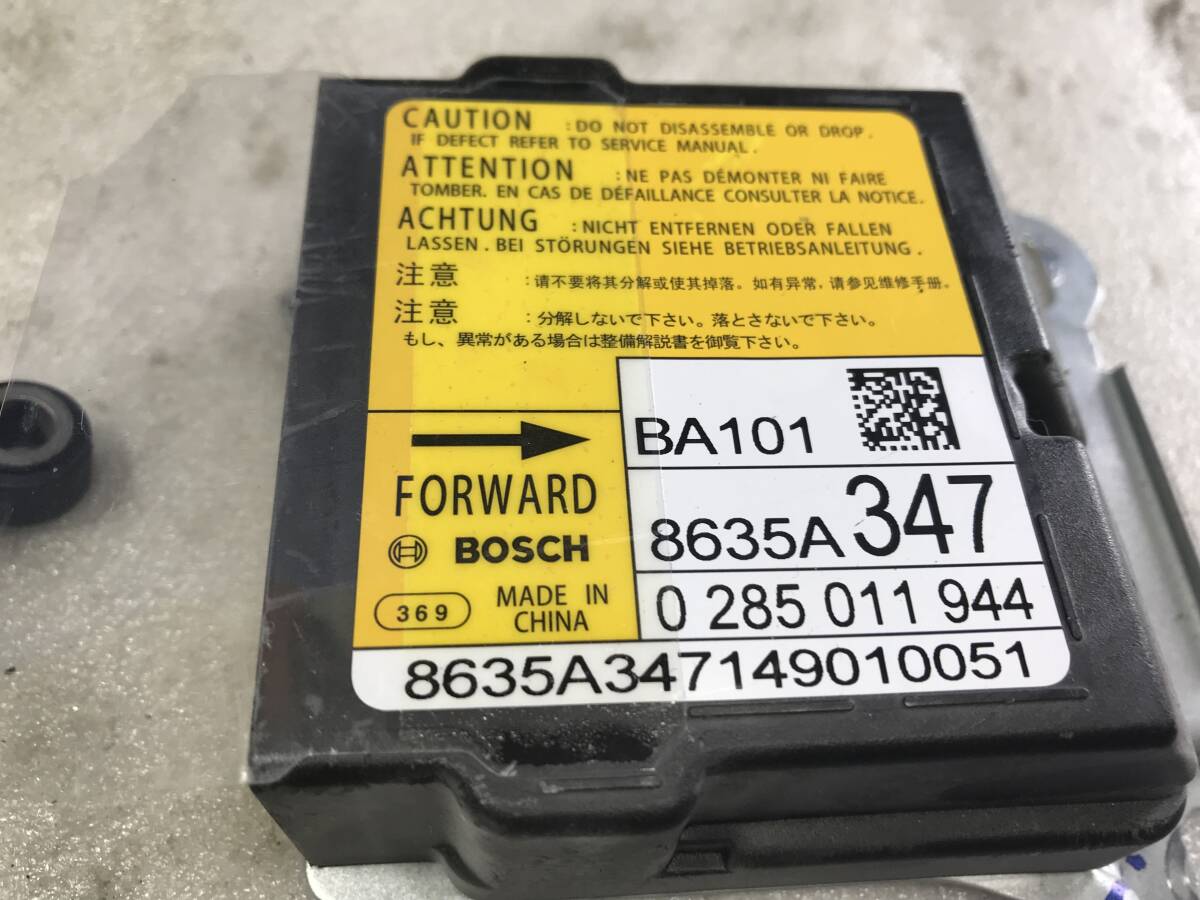 CAUTION :DO NOT DISASSEMBLE OR DROP.
IF DEFECT REFER TO SERVICE MANUAL.
ATTENTION :NE PAS DÉMONTER NI FAIRE
TOMBER. EN CAS DE DÉFAILLANCE CONSULTER LA NOTICE.
ACHTUNG :NICHT ENTFERNEN ODER FALLEN
LASSEN. BEI STÖRUNGEN SIEHE BETRIEBSANLEITUNG.
注意 :请不要将其分解或使其掉落。如有异常,请参见维修手册。
注意 :分解しないで下さい。落とさないで下さい。
もし、異常がある場合は整備解説書を御覧下さい。
BA101
FORWARD
8635A347
BOSCH
369
MADE IN
CHINA
0 285 011 944
8635A347149010051